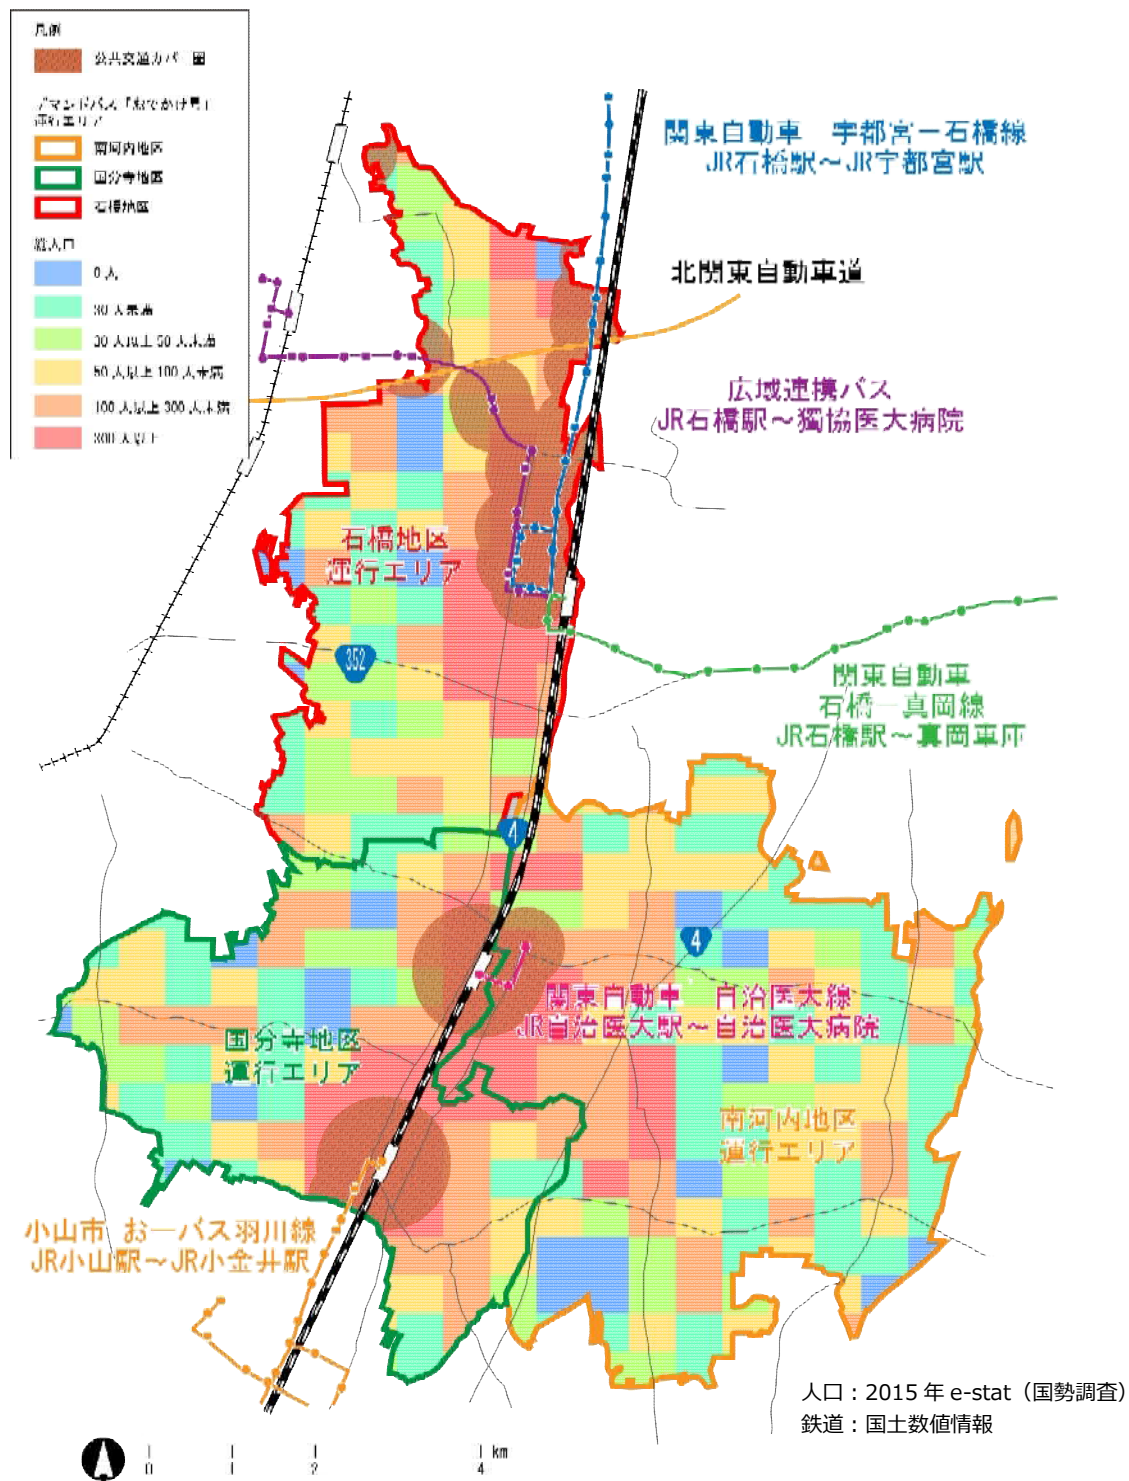 凡例
公共交通カバー圏
デマンドバス「おでかけ号」
運行エリア
南河内地区
国分寺地区
石橋地区
総人口
0人
30人未満
30人以上50人未満
50人以上100人未満
100人以上300人未満
300人以上
関東自動車 宇都宮－石橋線
JR石橋駅～JR宇都宮駅
北関東自動車道
広域連携バス
JR石橋駅～獨協医大病院
石橋地区
運行エリア
352
関東自動車
石橋－真岡線
JR石橋駅～真岡車庫
4
4
関東自動車 自治医大線
JR自治医大駅～自治医大病院
国分寺地区
運行エリア
南河内地区
運行エリア
小山市 おーバス羽川線
JR小山駅～JR小金井駅
人口：2015年 e-stat（国勢調査）
鉄道：国土数値情報
km
0 1 2 4